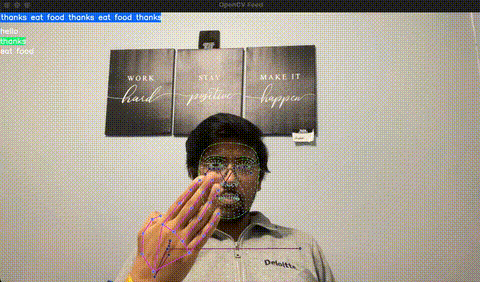 OpenCV Feed
thanks eat food thanks eat food thanks
hello
thanks
eat food
WORK
hard
STAY
positive
MAKE IT
happen
Deloitte.